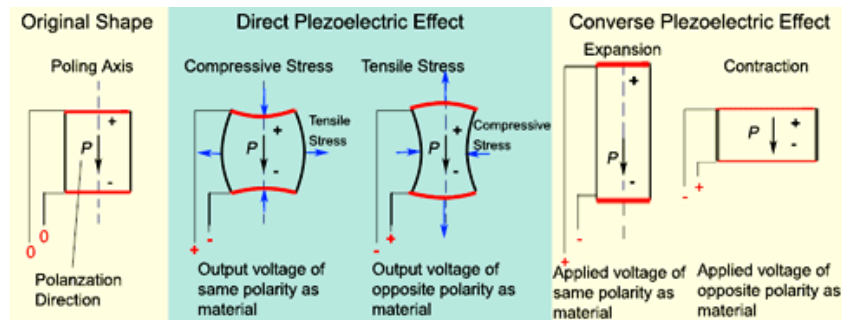 Original Shape
Direct Plezoelectric Effect
Converse Plezoelectric Effect
Poling Axis
+
P
-
0
0
Polanzation
Direction
Compressive Stress
Tensile
Stress
+
P
-
-
+
Output voltage of
same polarity as
material
Tensile Stress
+
Compressive
Stress
P
-
+
-
Output voltage of
opposite polarity as
material
Expansion
+
P
-
-
+
Applied voltage of
same polarity as
material
Contraction
P
+
-
+
-
Applied voltage of
opposite polarity as
material